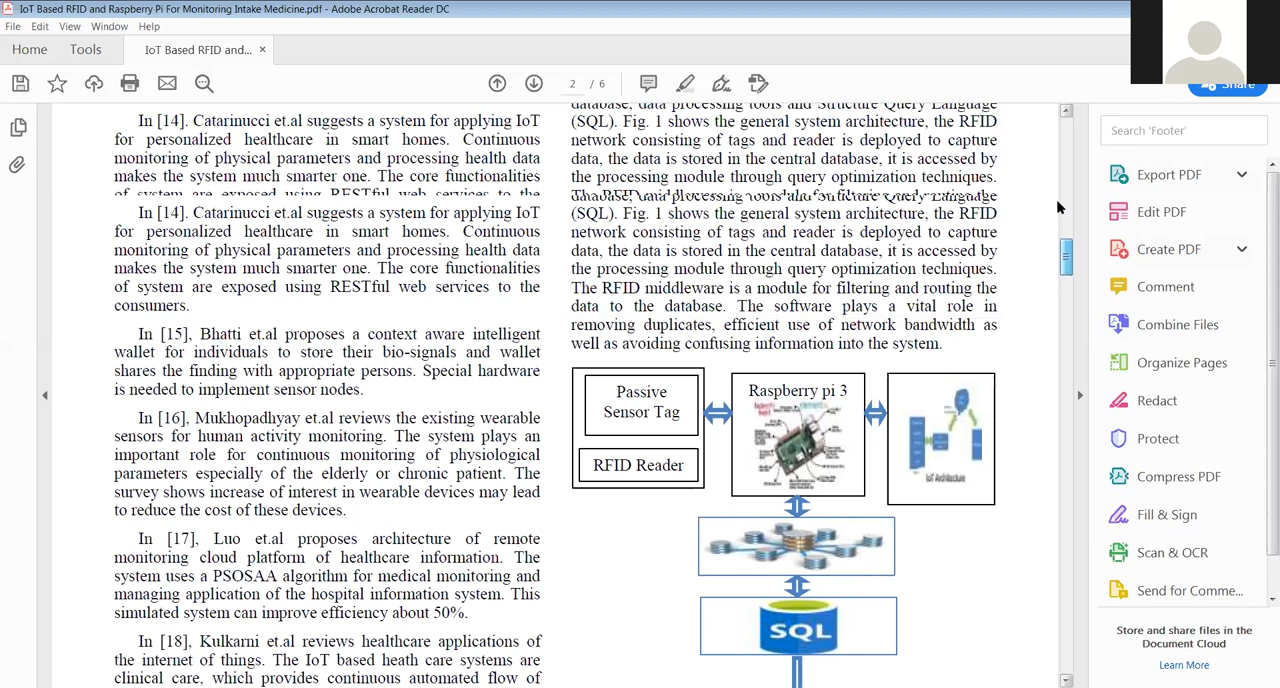 IoT Based RFID and Raspberry Pi For Monitoring Intake Medicine.pdf - Adobe Acrobat Reader DC
File Edit View Window Help
Home Tools IoT Based RFID and... ×
2 / 6
Share
In [14]. Catarinucci et.al suggests a system for applying IoT
for personalized healthcare in smart homes. Continuous
monitoring of physical parameters and processing health data
makes the system much smarter one. The core functionalities
of system are exposed using RESTful web services to the
In [14]. Catarinucci et.al suggests a system for applying IoT
for personalized healthcare in smart homes. Continuous
monitoring of physical parameters and processing health data
makes the system much smarter one. The core functionalities
of system are exposed using RESTful web services to the
consumers.
In [15], Bhatti et.al proposes a context aware intelligent
wallet for individuals to store their bio-signals and wallet
shares the finding with appropriate persons. Special hardware
is needed to implement sensor nodes.
In [16], Mukhopadhyay et.al reviews the existing wearable
sensors for human activity monitoring. The system plays an
important role for continuous monitoring of physiological
parameters especially of the elderly or chronic patient. The
survey shows increase of interest in wearable devices may lead
to reduce the cost of these devices.
In [17], Luo et.al proposes architecture of remote
monitoring cloud platform of healthcare information. The
system uses a PSOSAA algorithm for medical monitoring and
managing application of the hospital information system. This
simulated system can improve efficiency about 50%.
In [18], Kulkarni et.al reviews healthcare applications of
the internet of things. The IoT based heath care systems are
clinical care, which provides continuous automated flow of
database, data processing tools and Structure Query Language
(SQL). Fig. 1 shows the general system architecture, the RFID
network consisting of tags and reader is deployed to capture
data, the data is stored in the central database, it is accessed by
the processing module through query optimization techniques.
(SQL). Fig. 1 shows the general system architecture, the RFID
network consisting of tags and reader is deployed to capture
data, the data is stored in the central database, it is accessed by
the processing module through query optimization techniques.
The RFID middleware is a module for filtering and routing the
data to the database. The software plays a vital role in
removing duplicates, efficient use of network bandwidth as
well as avoiding confusing information into the system.
Passive
Sensor Tag
RFID Reader
Raspberry pi 3
IoT Architecture
SQL
Search 'Footer'
Export PDF
Edit PDF
Create PDF
Comment
Combine Files
Organize Pages
Redact
Protect
Compress PDF
Fill & Sign
Scan & OCR
Send for Comme...
Store and share files in the
Document Cloud
Learn More